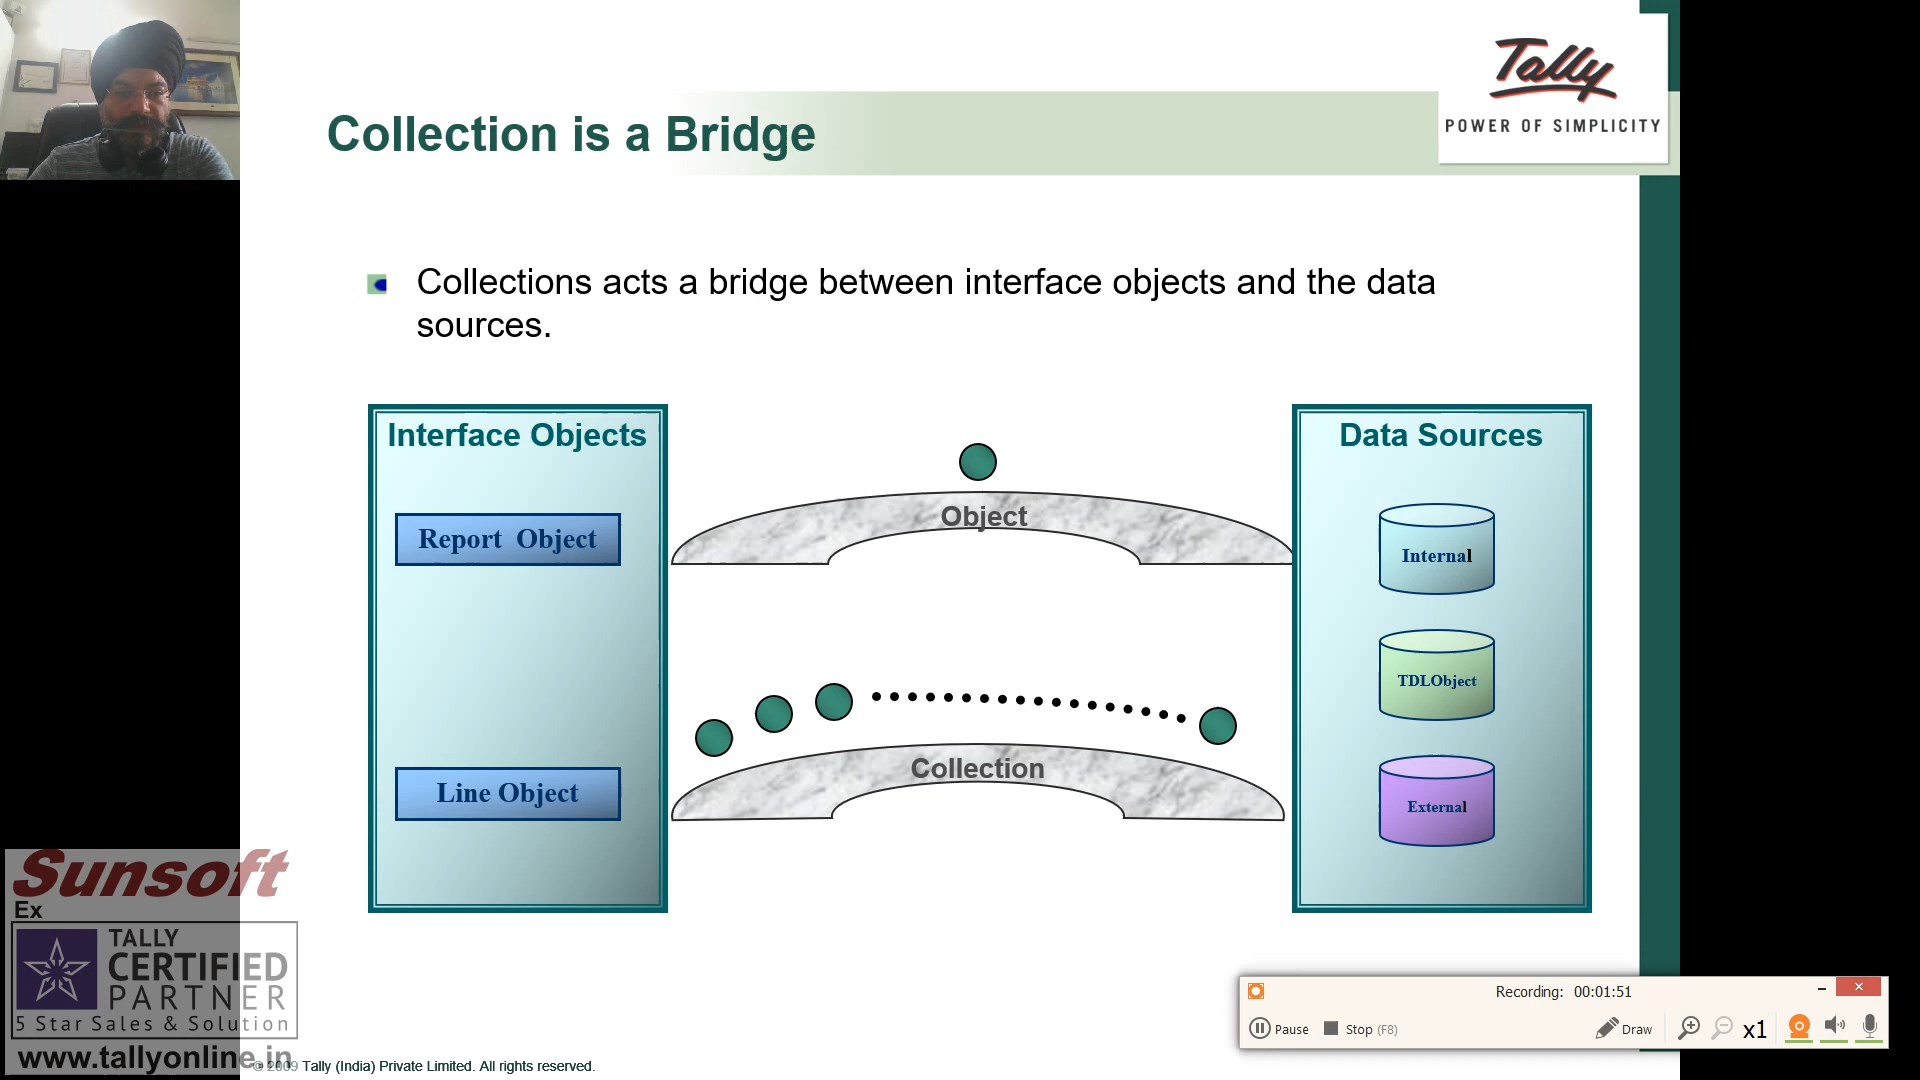 Tally
POWER OF SIMPLICITY
Collection is a Bridge
Collections acts a bridge between interface objects and the data
sources.
Interface Objects
Data Sources
Report Object
Object
Internal
TDLObject
Line Object
Collection
External
Sunsoft
Ex
TALLY
CERTIFIED
PARTNER
5 Star Sales & Solution
www.tallyonline.in
© 2009 Tally (India) Private Limited. All rights reserved.
Recording: 00:01:51
Pause
Stop (F8)
Draw
x1